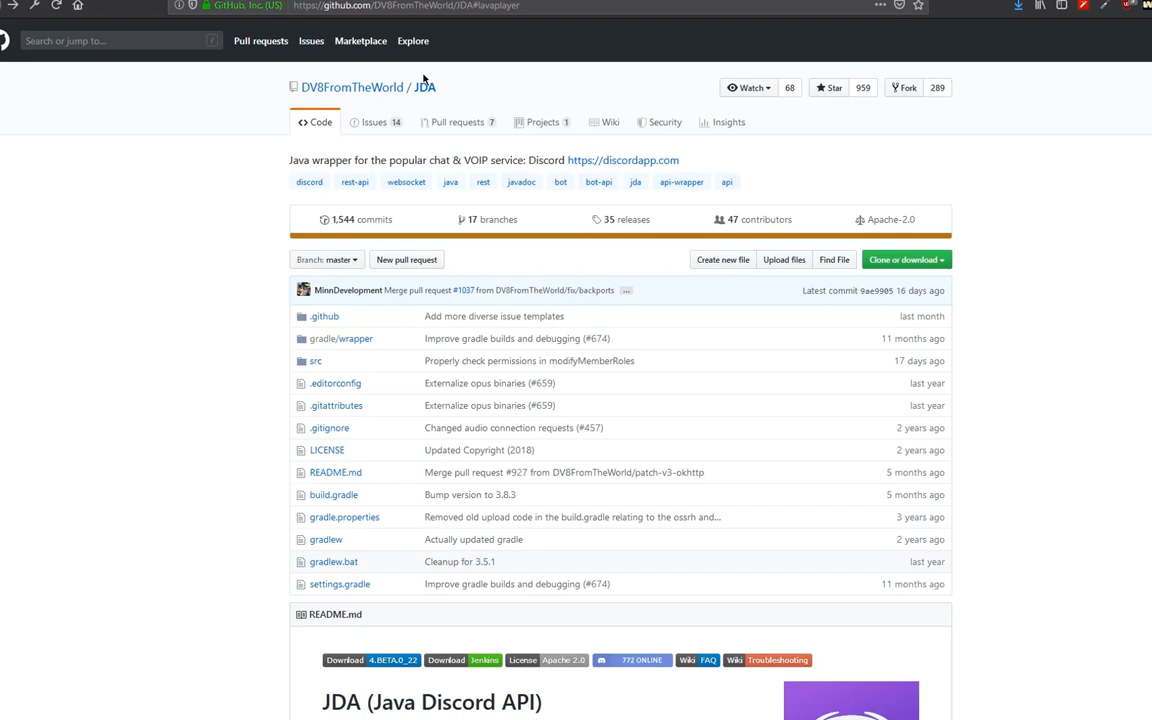 GitHub, Inc. (US) https://github.com/DV8FromTheWorld/JDA#lavaplayer
Search or jump to... / Pull requests Issues Marketplace Explore
DV8FromTheWorld / JDA Watch 68 Star 959 Fork 289
Code Issues 14 Pull requests 7 Projects 1 Wiki Security Insights
Java wrapper for the popular chat & VOIP service: Discord https://discordapp.com
discord rest-api websocket java rest javadoc bot bot-api jda api-wrapper api
1,544 commits 17 branches 35 releases 47 contributors Apache-2.0
Branch: master New pull request Create new file Upload files Find File Clone or download
MinnDevelopment Merge pull request #1037 from DV8FromTheWorld/fix/backports ... Latest commit 9ae9905 16 days ago
.github Add more diverse issue templates last month
gradle/wrapper Improve gradle builds and debugging (#674) 11 months ago
src Properly check permissions in modifyMemberRoles 17 days ago
.editorconfig Externalize opus binaries (#659) last year
.gitattributes Externalize opus binaries (#659) last year
.gitignore Changed audio connection requests (#457) 2 years ago
LICENSE Updated Copyright (2018) 2 years ago
README.md Merge pull request #927 from DV8FromTheWorld/patch-v3-okhttp 5 months ago
build.gradle Bump version to 3.8.3 5 months ago
gradle.properties Removed old upload code in the build.gradle relating to the ossrh and... 3 years ago
gradlew Actually updated gradle 2 years ago
gradlew.bat Cleanup for 3.5.1 last year
settings.gradle Improve gradle builds and debugging (#674) 11 months ago
README.md
Download 4.BETA.0_22 Download Jenkins License Apache 2.0 772 ONLINE Wiki FAQ Wiki Troubleshooting
JDA (Java Discord API)